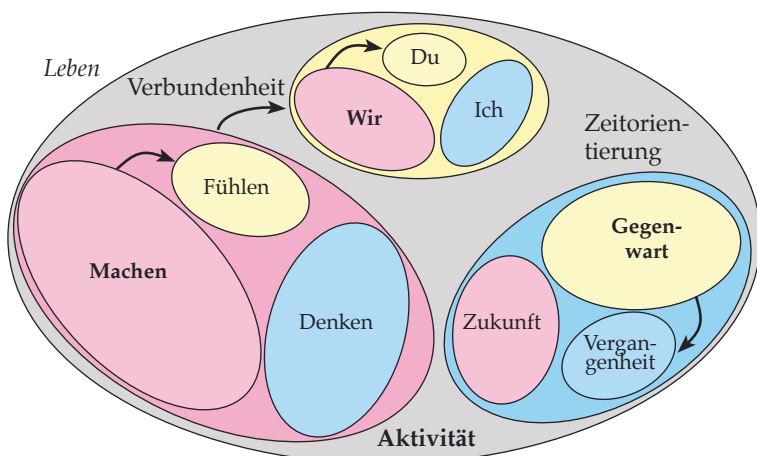 Leben
Verbundenheit
Du
Wir
Ich
Zeitorien-
tierung
Fühlen
Machen
Denken
Gegen-
wart
Zukunft
Vergan-
genheit
Aktivität